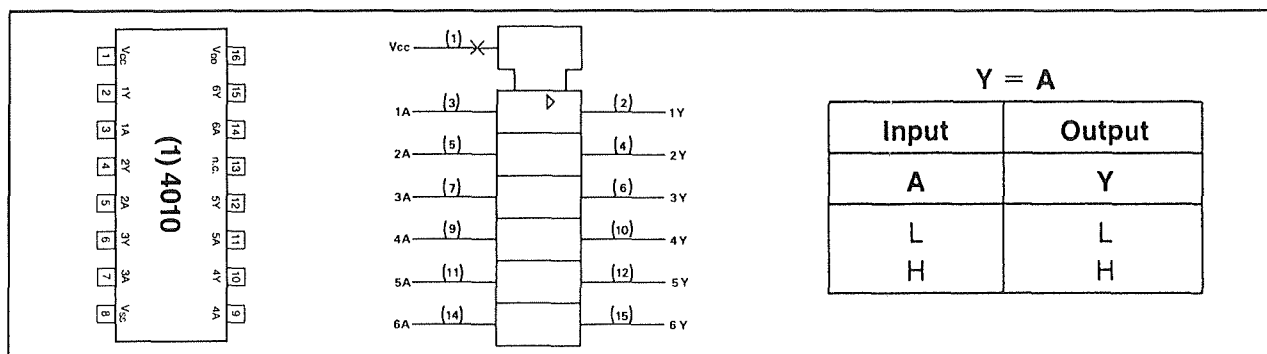 1 Vcc VDD 16
2 1Y 6Y 15
3 1A 6A 14
4 2Y n.c. 13
5 2A 5Y 12
6 3Y 5A 11
7 3A 4Y 10
8 Vsc 4A 9
(1) 4010
Vcc (1)
1A (3) (2) 1Y
2A (5) (4) 2Y
3A (7) (6) 3Y
4A (9) (10) 4Y
5A (11) (12) 5Y
6A (14) (15) 6Y
Y = A
Input Output
A Y
L L
H H